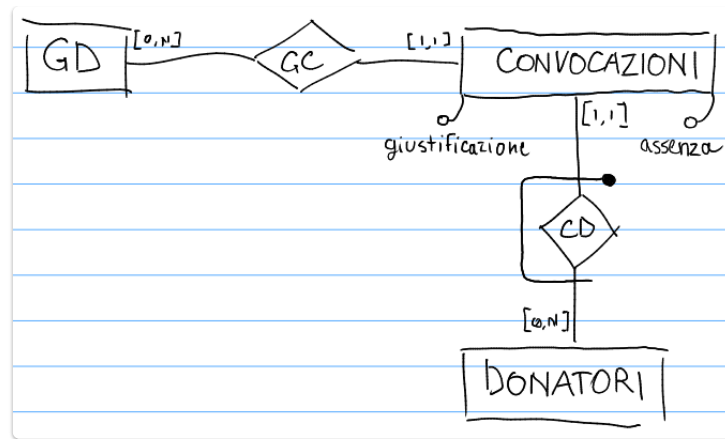 GD [0,N] GC [1,1] CONVOCAZIONI
giustificazione [1,1] assenza
CD
[0,N]
DONATORI